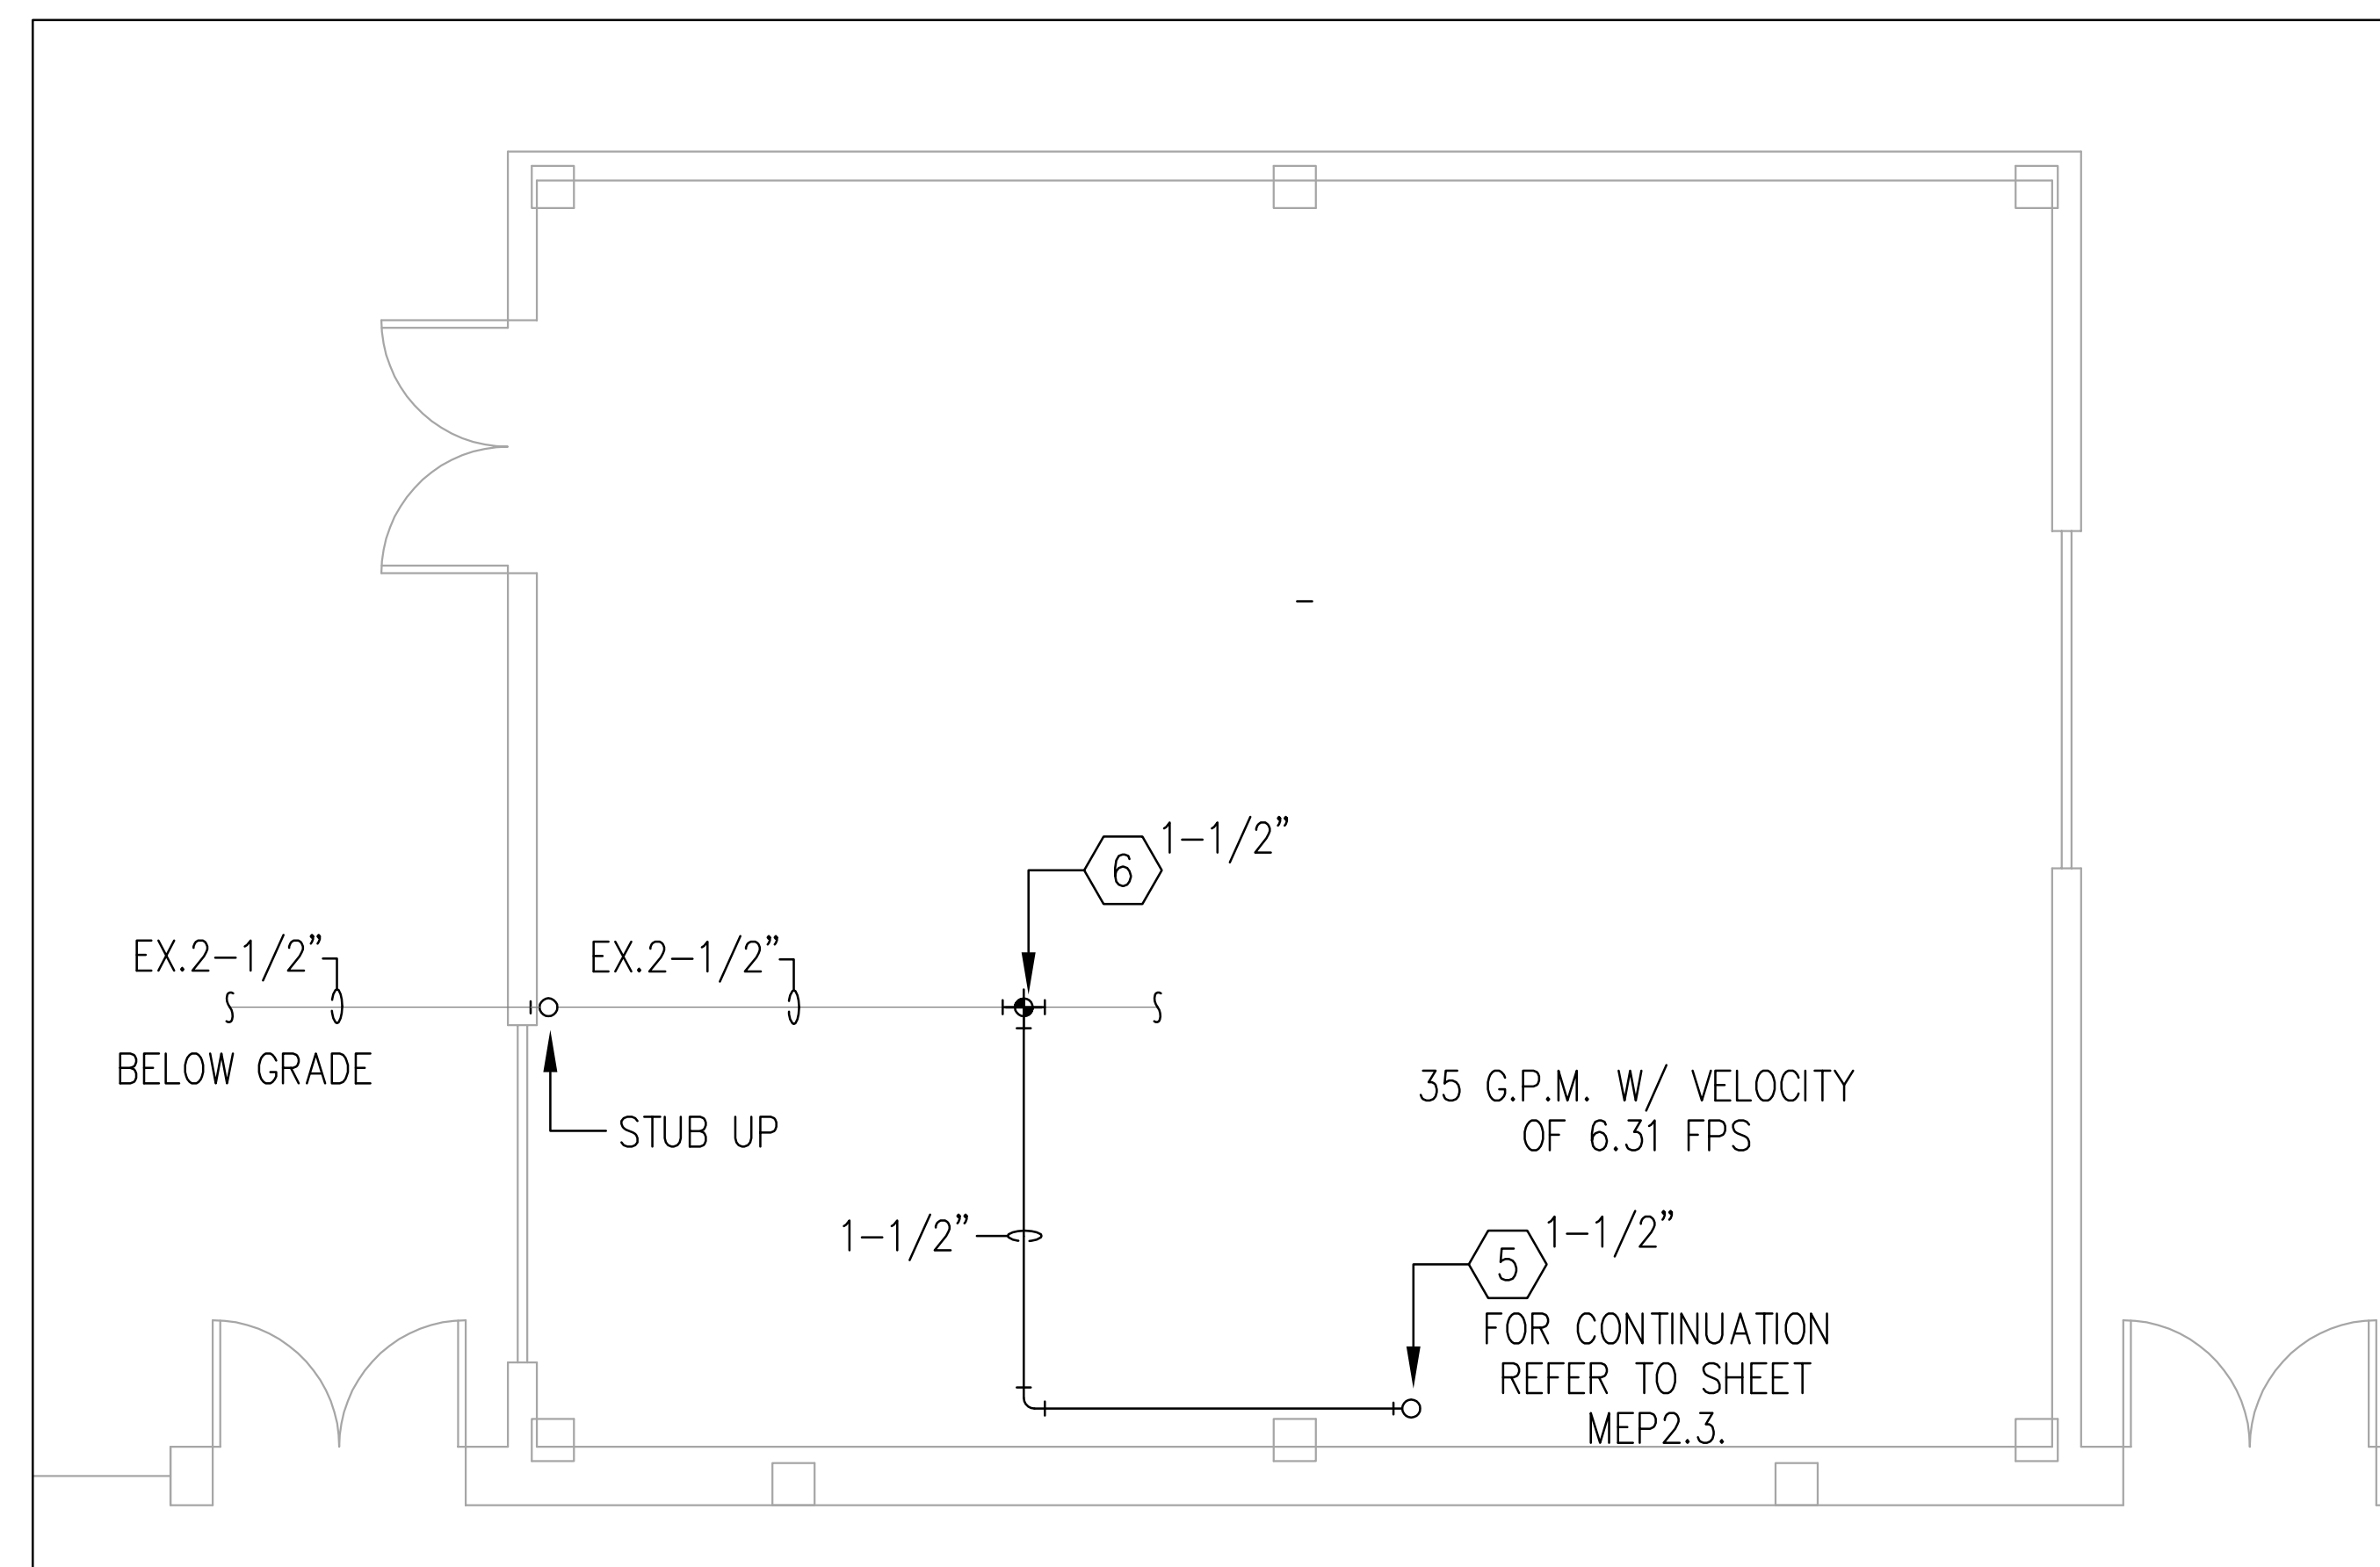 6
1-1/2"
EX.2-1/2"
EX.2-1/2"
BELOW GRADE
STUB UP
35 G.P.M. W/ VELOCITY
OF 6.31 FPS
1-1/2"
5
1-1/2"
FOR CONTINUATION
REFER TO SHEET
MEP2.3.